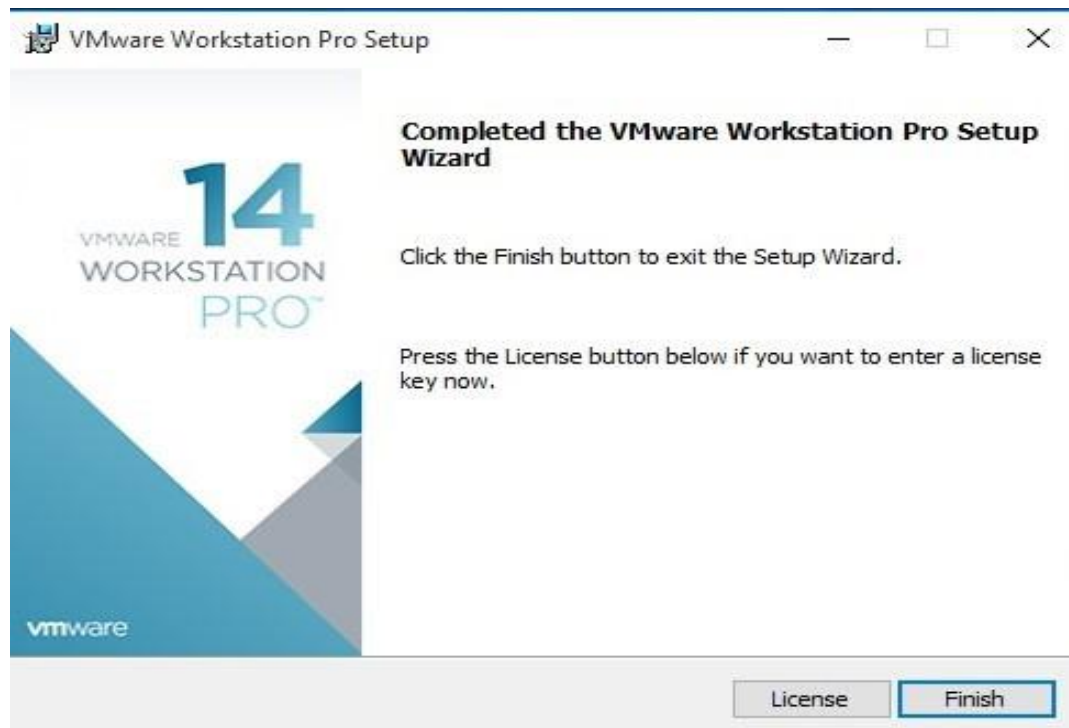 VMware Workstation Pro Setup
14
VMWARE
WORKSTATION
PRO™
vmware
Completed the VMware Workstation Pro Setup
Wizard
Click the Finish button to exit the Setup Wizard.
Press the License button below if you want to enter a license
key now.
License
Finish